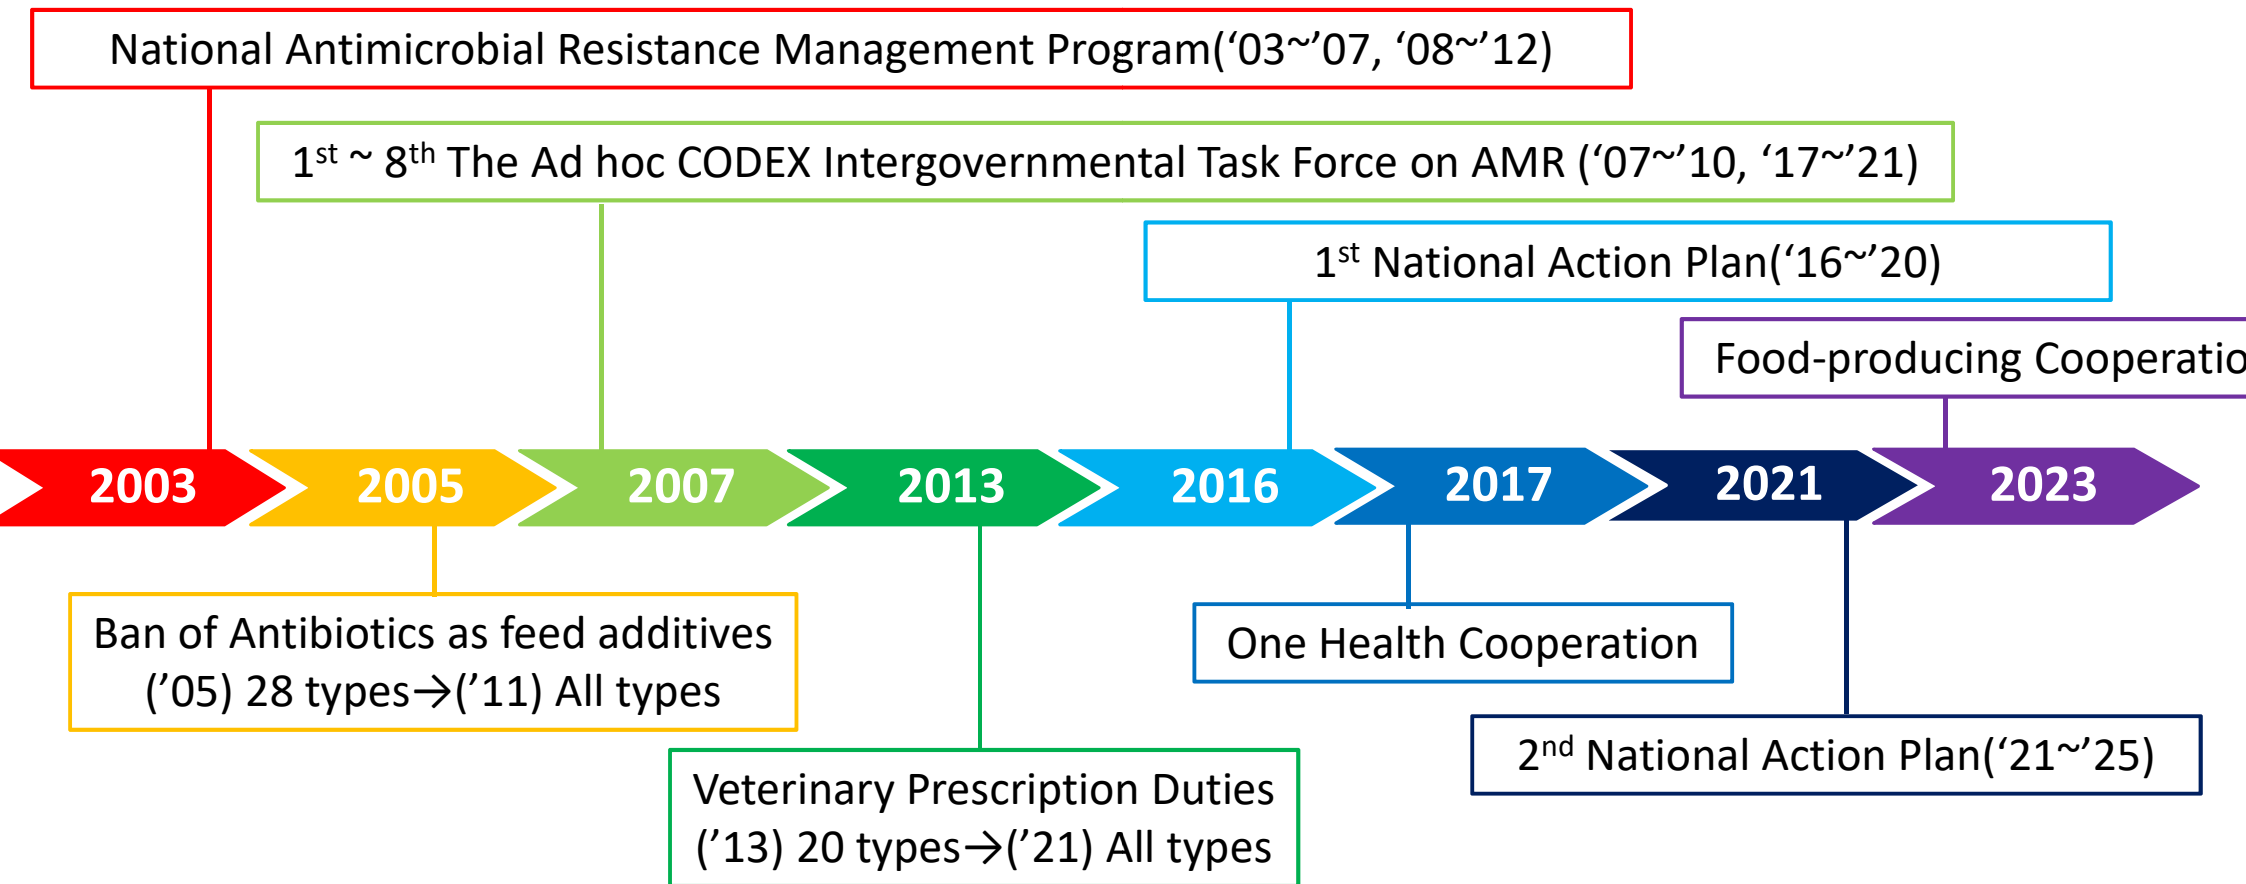 National Antimicrobial Resistance Management Program(‘03~’07, ‘08~’12)
1st ~ 8th The Ad hoc CODEX Intergovernmental Task Force on AMR (‘07~’10, ‘17~’21)
1st National Action Plan(‘16~’20)
Food-producing
2003 2005 2007 2013 2016 2017 2021 2023
Ban of Antibiotics as feed additives
(’05) 28 types→(’11) All types
One Health Cooperation
2nd National Action Plan(‘21~’25)
Veterinary Prescription Duties
(’13) 20 types→(’21) All types